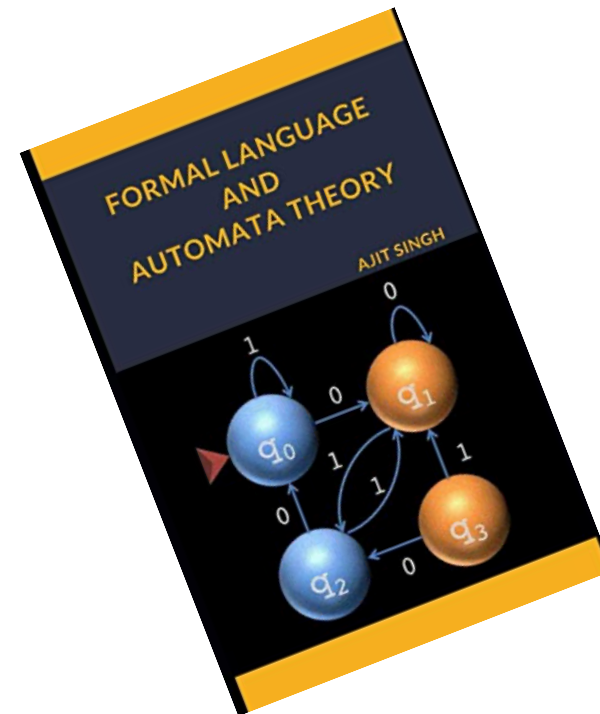 FORMAL LANGUAGE
AND
AUTOMATA THEORY
AJIT SINGH
0
1
0
q1
q0
1
1
1
0
q3
q2
0